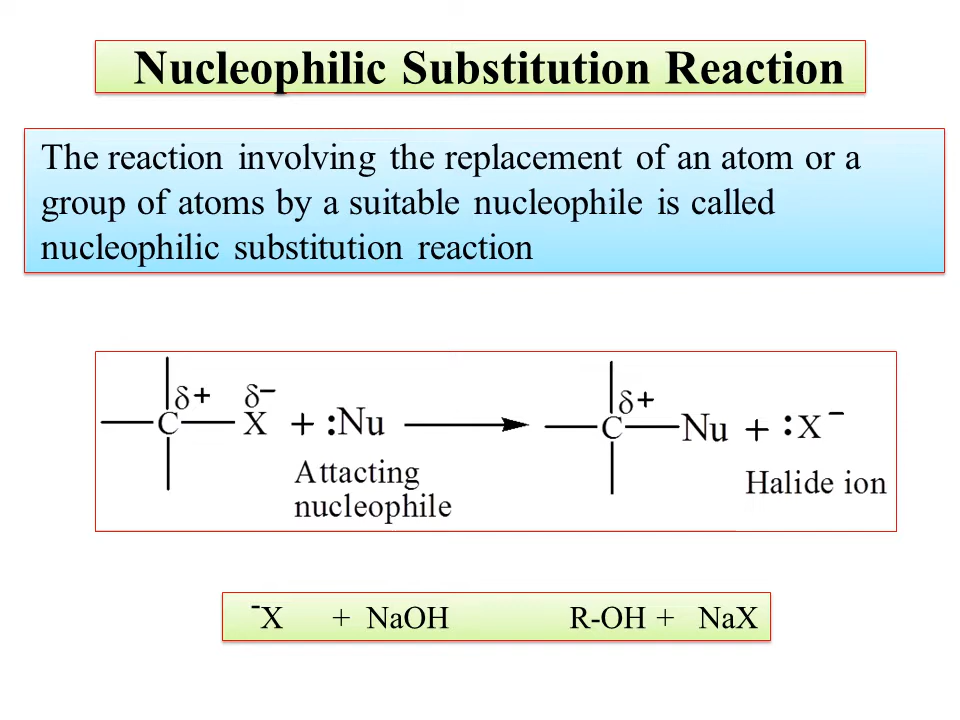 Nucleophilic Substitution Reaction
The reaction involving the replacement of an atom or a
group of atoms by a suitable nucleophile is called
nucleophilic substitution reaction
δ+ δ− δ+
C X + :Nu C Nu + :X−
Attacting
nucleophile
Halide ion
-X + NaOH R-OH + NaX